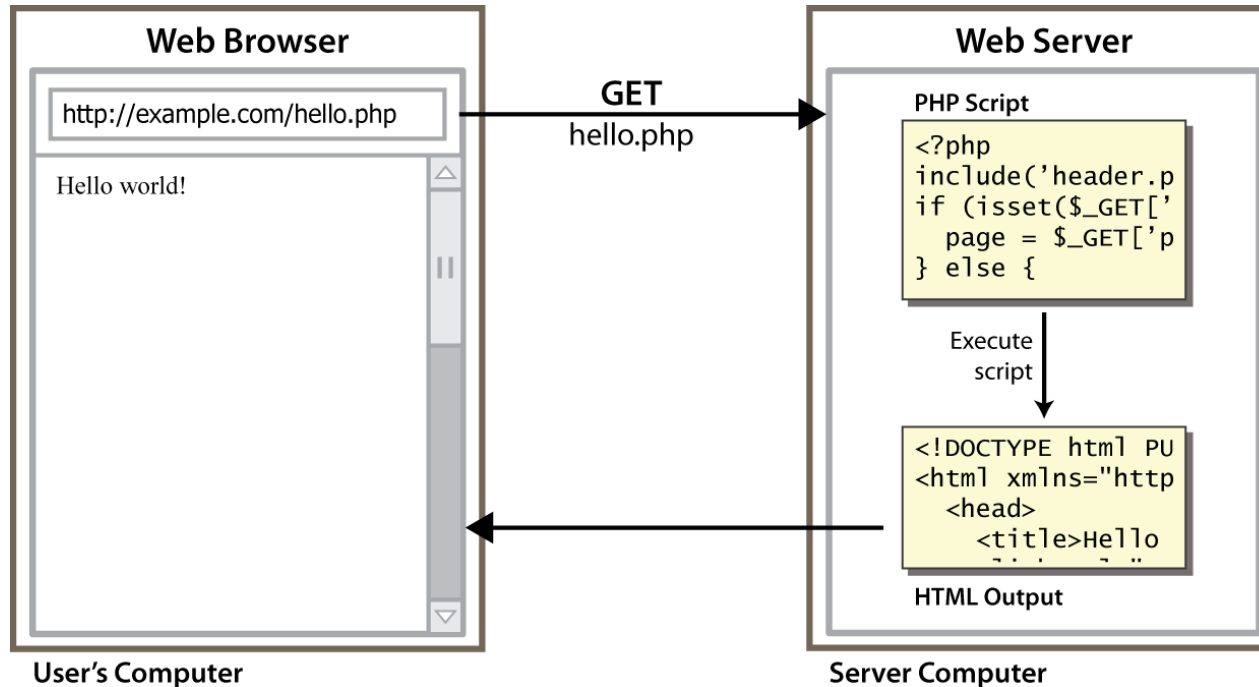 Web Browser
http://example.com/hello.php
Hello world!
User's Computer
GET
hello.php
Web Server
PHP Script
<?php
include('header.p
if (isset($_GET['
  page = $_GET['p
} else {
Execute
script
<!DOCTYPE html PU
<html xmlns="http
  <head>
    <title>Hello
HTML Output
Server Computer